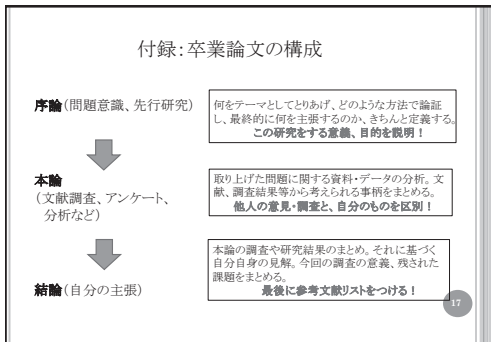 付録:卒業論文の構成
序論(問題意識、先行研究)
何をテーマとしてとりあげ、どのような方法で論証
し、最終的に何を主張するのか、きちんと定義する。
この研究をする意義、目的を説明！
本論
(文献調査、アンケート、
分析など)
取り上げた問題に関する資料・データの分析。文
献、調査結果等から考えられる事柄をまとめる。
他人の意見・調査と、自分のものを区別！
結論(自分の主張)
本論の調査や研究結果のまとめ。それに基づく
自分自身の見解。今回の調査の意義、残された
課題をまとめる。
最後に参考文献リストをつける！
17